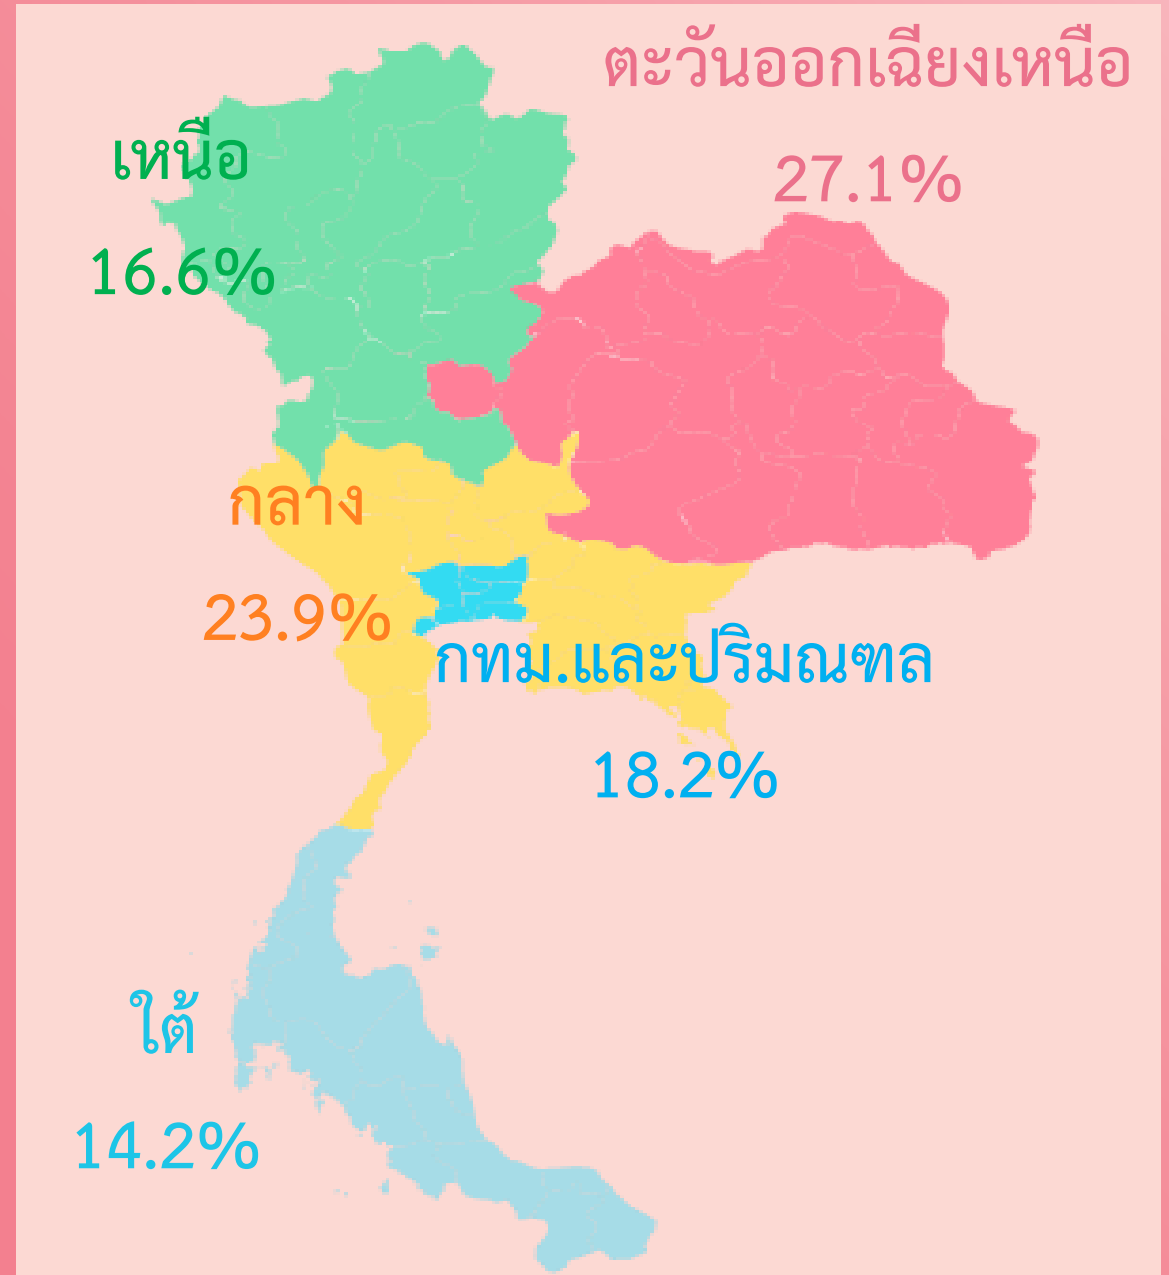 ตะวันออกเฉียงเหนือ
27.1%
เหนือ
16.6%
กลาง
23.9%
กทม.และปริมณฑล
18.2%
ใต้
14.2%